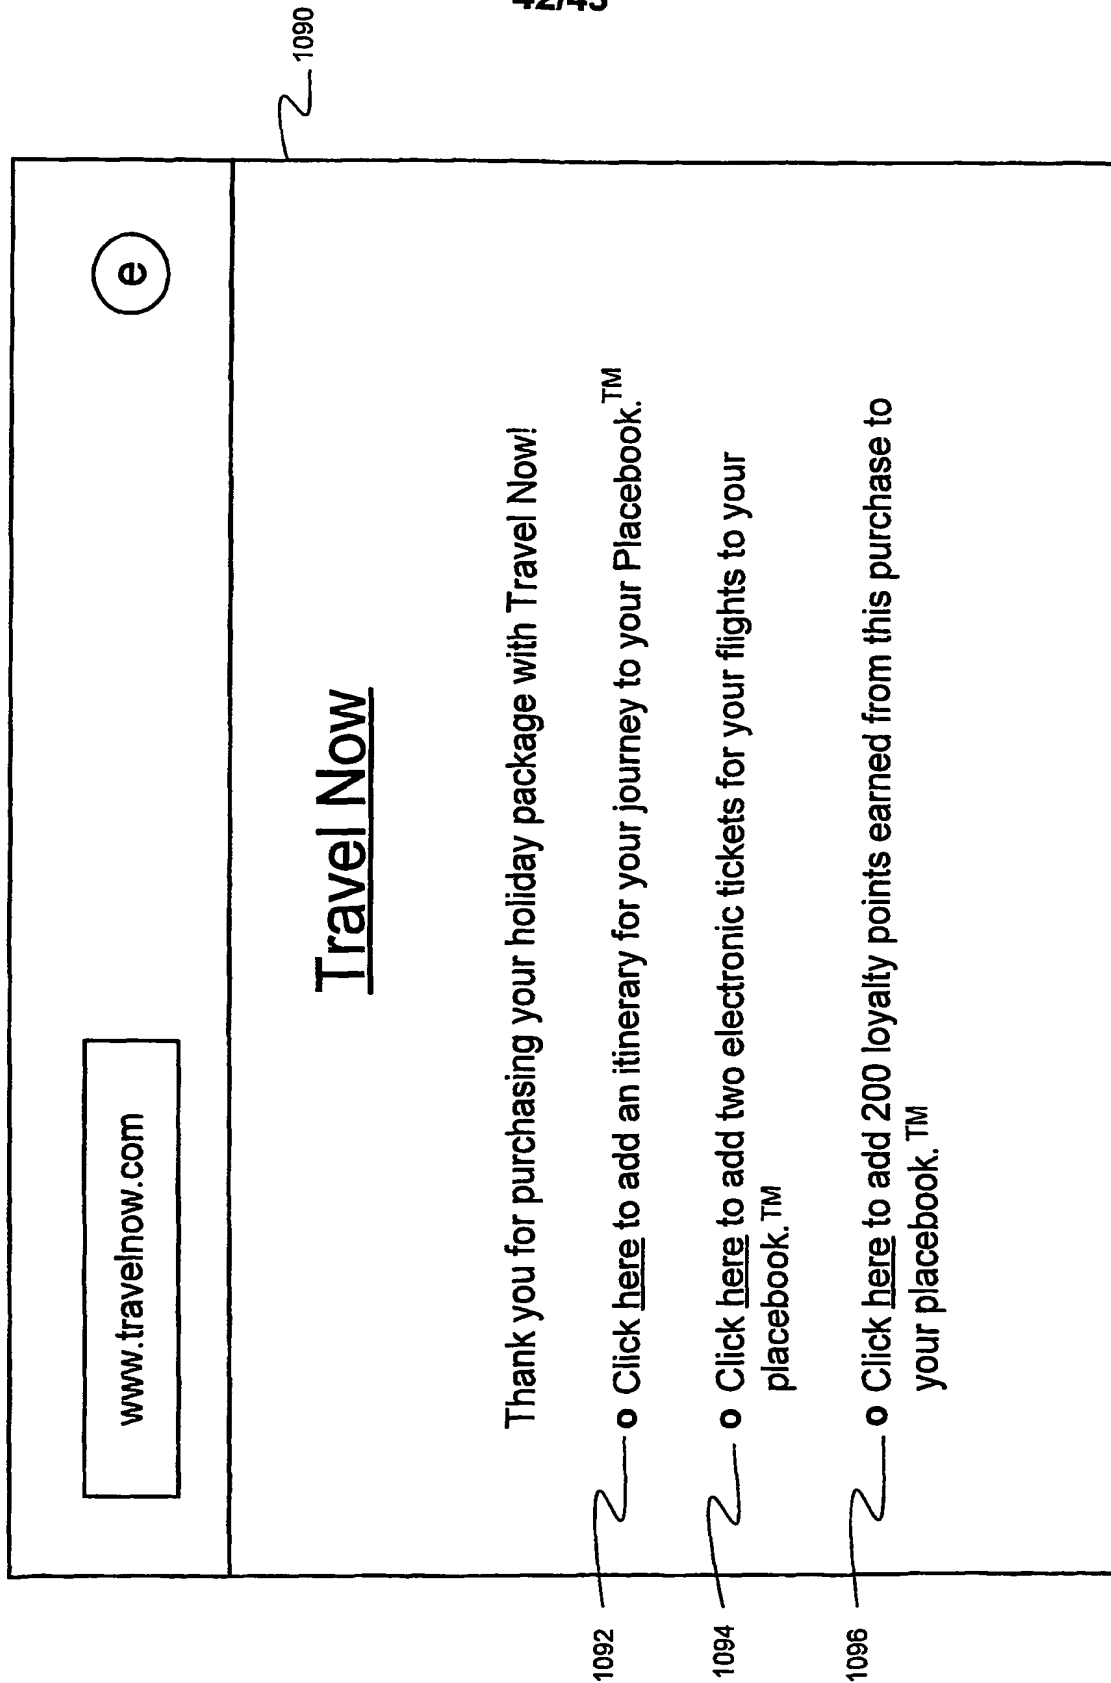 42/43
www.travelnow.com
e
1090
Travel Now
Thank you for purchasing your holiday package with Travel Now!
1092
o Click here to add an itinerary for your journey to your Placebook.™
1094
o Click here to add two electronic tickets for your flights to your
placebook.™
1096
o Click here to add 200 loyalty points earned from this purchase to
your placebook.™